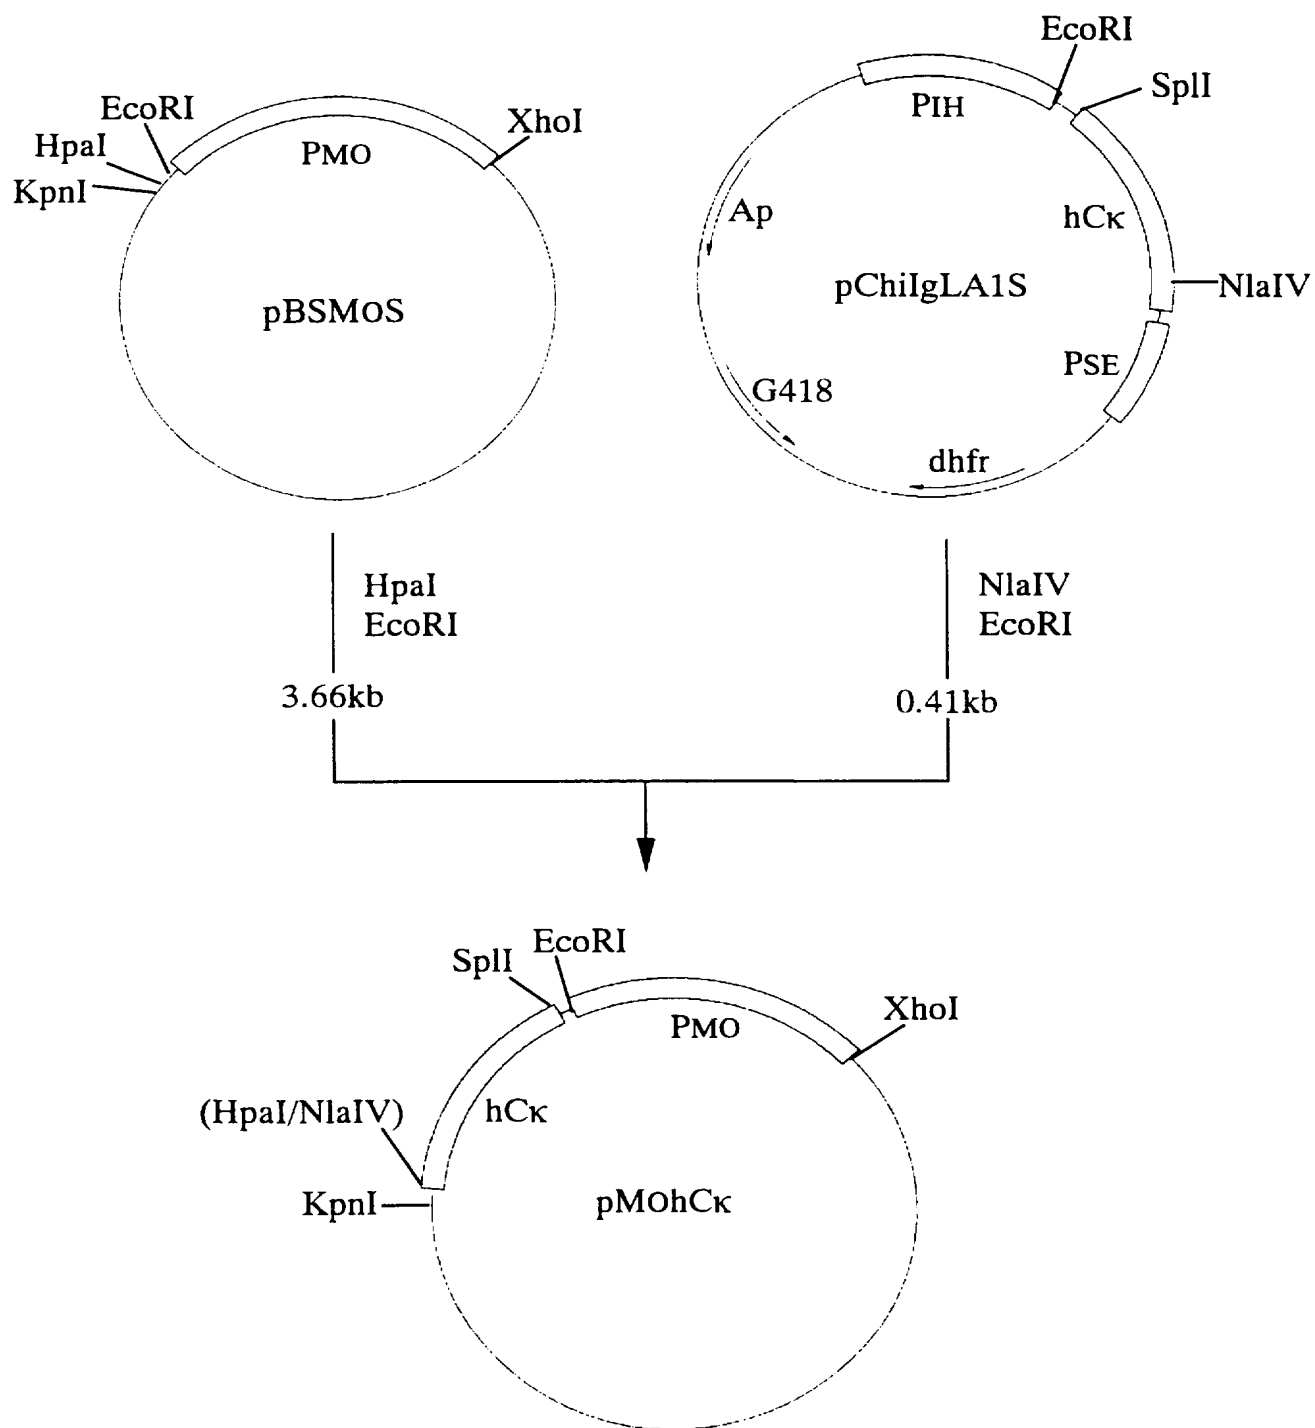 EcoRI
HpaI
KpnI
PMO
XhoI
pBSMOS
EcoRI
SplI
PIH
hCκ
Ap
pChiIgLA1S
NlaIV
PSE
G418
dhfr
HpaI
EcoRI
3.66kb
NlaIV
EcoRI
0.41kb
SplI
EcoRI
PMO
XhoI
(HpaI/NlaIV)
hCκ
KpnI
pMOhCκ